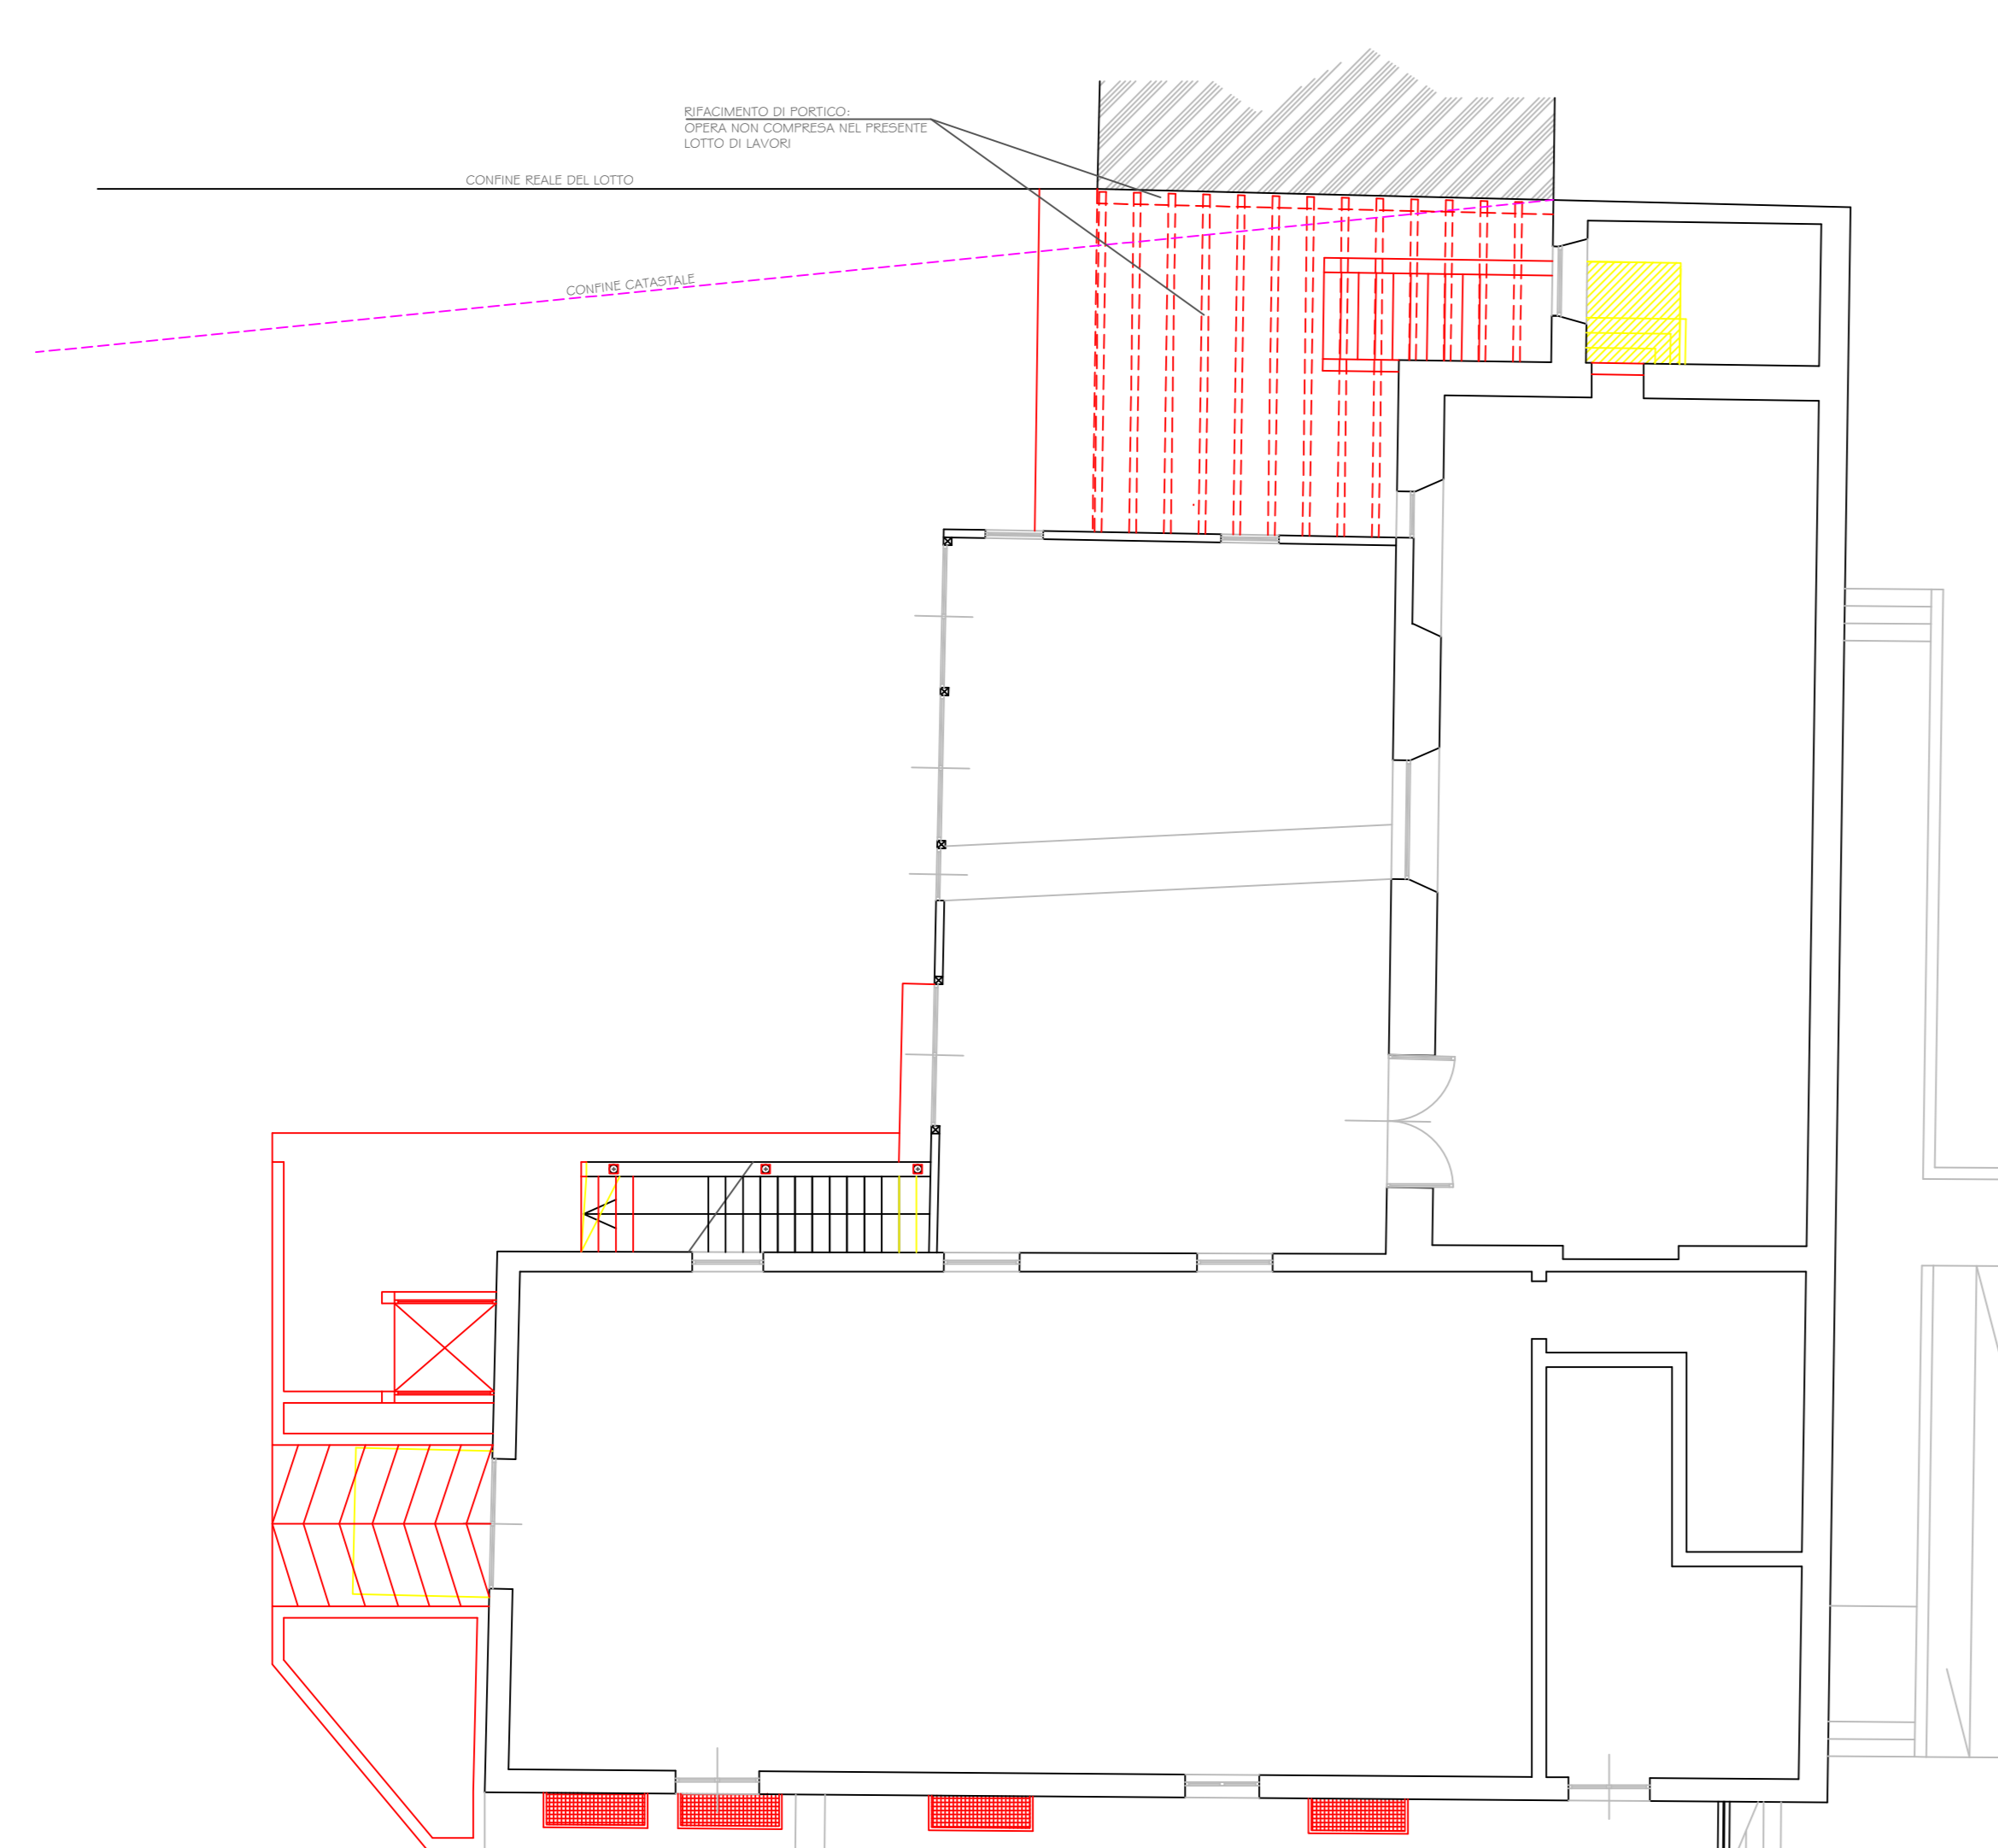 RIFACIMENTO DI PORTICO:
OPERA NON COMPRESA NEL PRESENTE
LOTTO DI LAVORI
CONFINE REALE DEL LOTTO
CONFINE CATASTALE